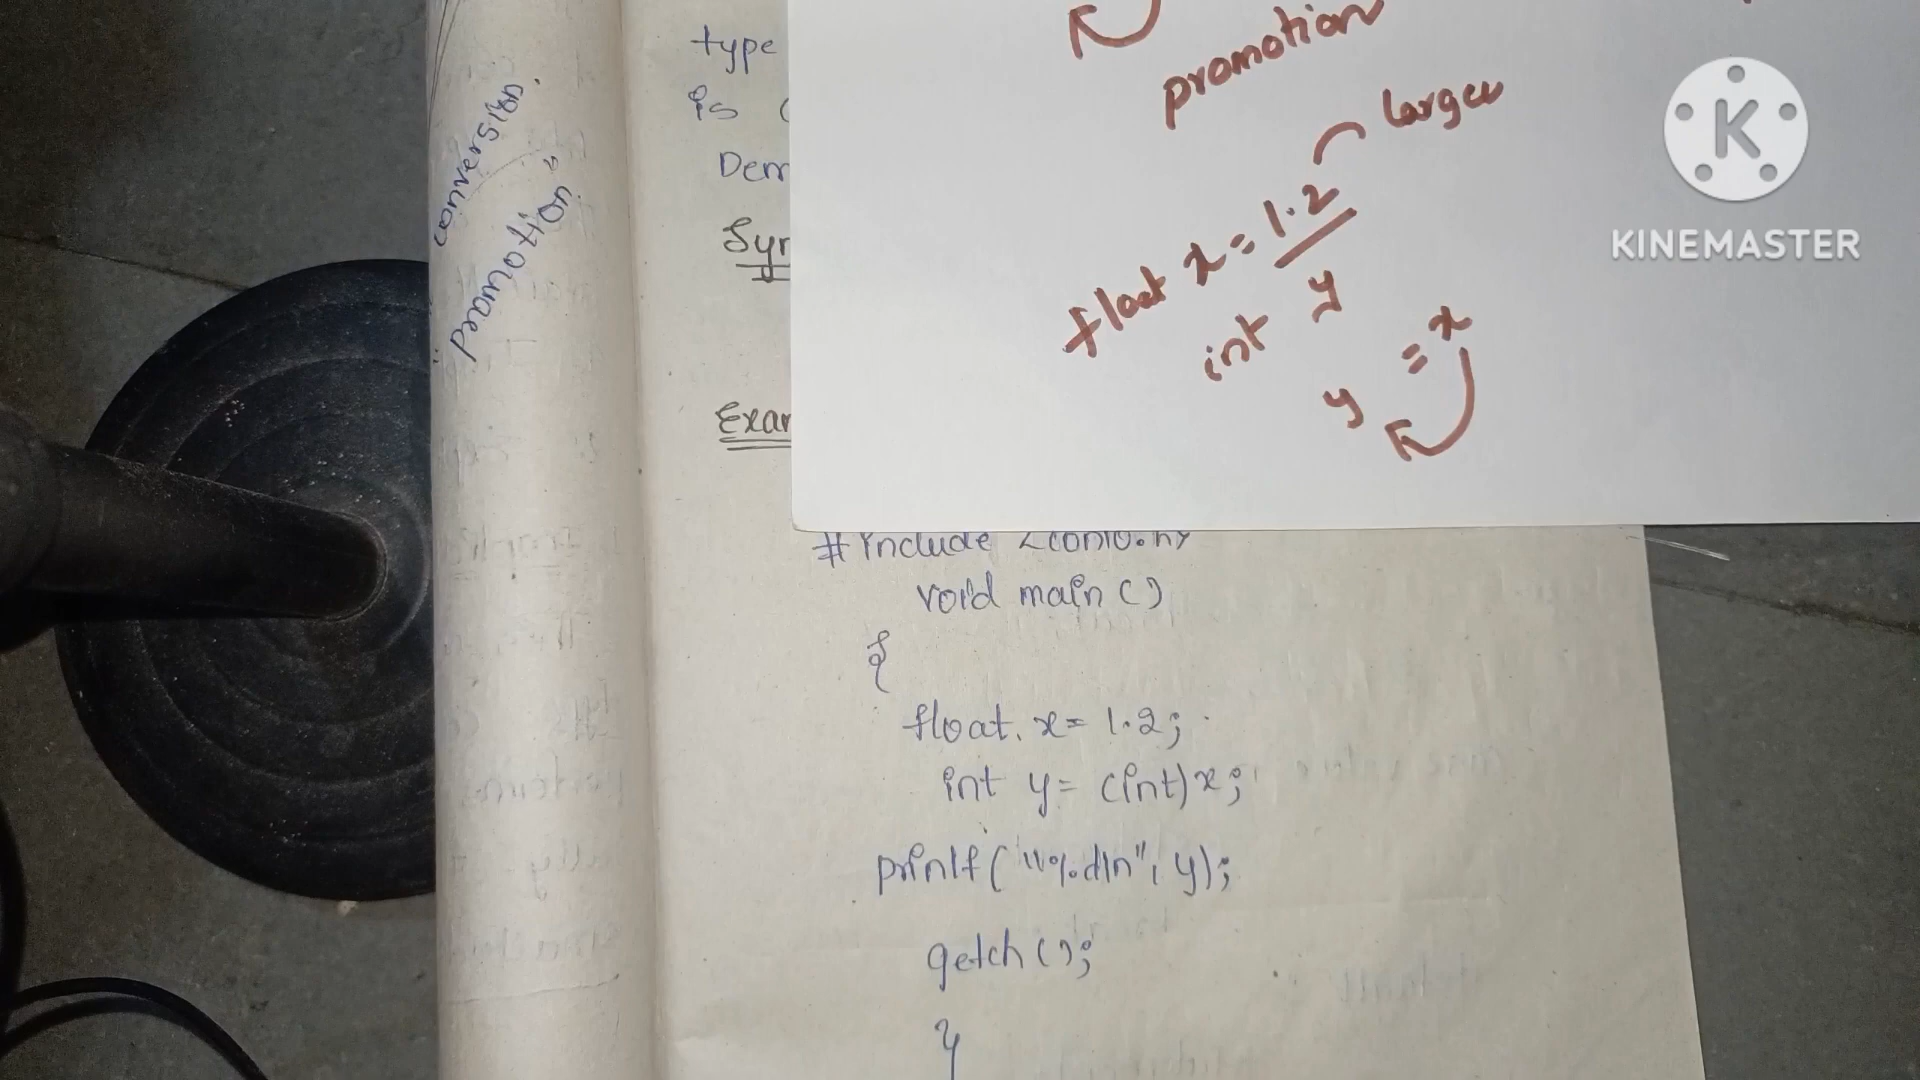 promotion
larger
float x = 1.2
int y
y = x
K
KINEMASTER
conversion.
"promotion"
type
is (
Dem
Syn
Exam
#include <conio.h>
void main ()
{
float. x = 1.2;
int y = (int)x;
printf("%d\n", y);
getch ();
}